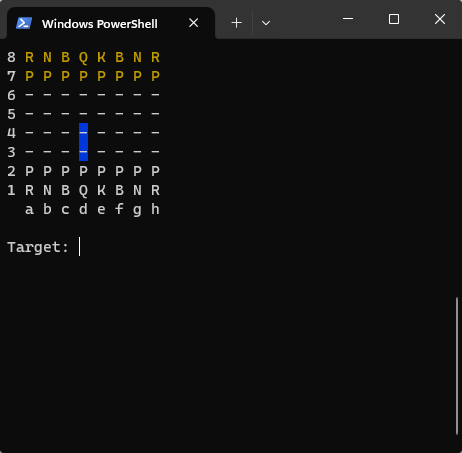 Windows PowerShell
8 R N B Q K B N R
7 P P P P P P P P
6 - - - - - - - -
5 - - - - - - - -
4 - - - - - - - -
3 - - - - - - - -
2 P P P P P P P P
1 R N B Q K B N R
  a b c d e f g h
Target: